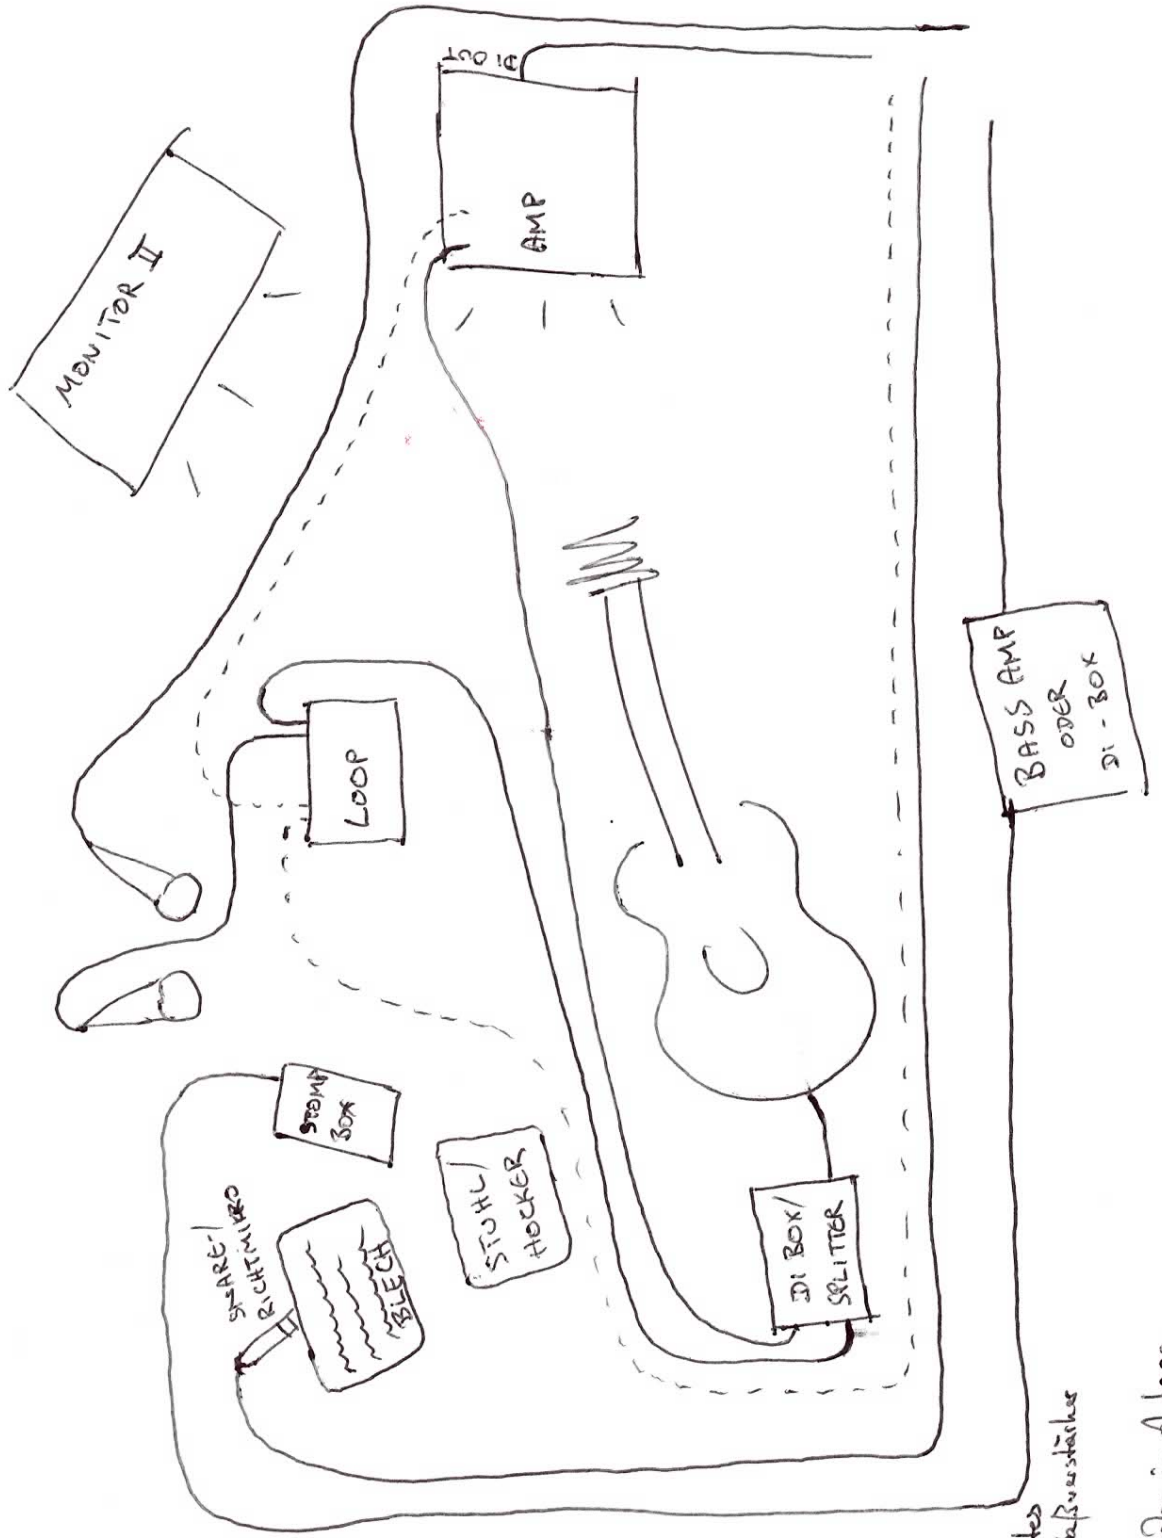 MONITOR II
Di OUT
AMP
LOOP
STOMP
BOX
SNARE-/
RICHTMIKRO
BLECH
STUHL/
HOCKER
DI BOX/
SPLITTER
BASS AMP
ODER
Di-BOX